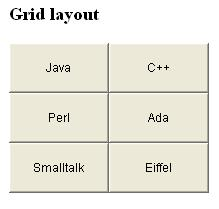 Grid layout
Java C++
Perl Ada
Smalltalk Eiffel